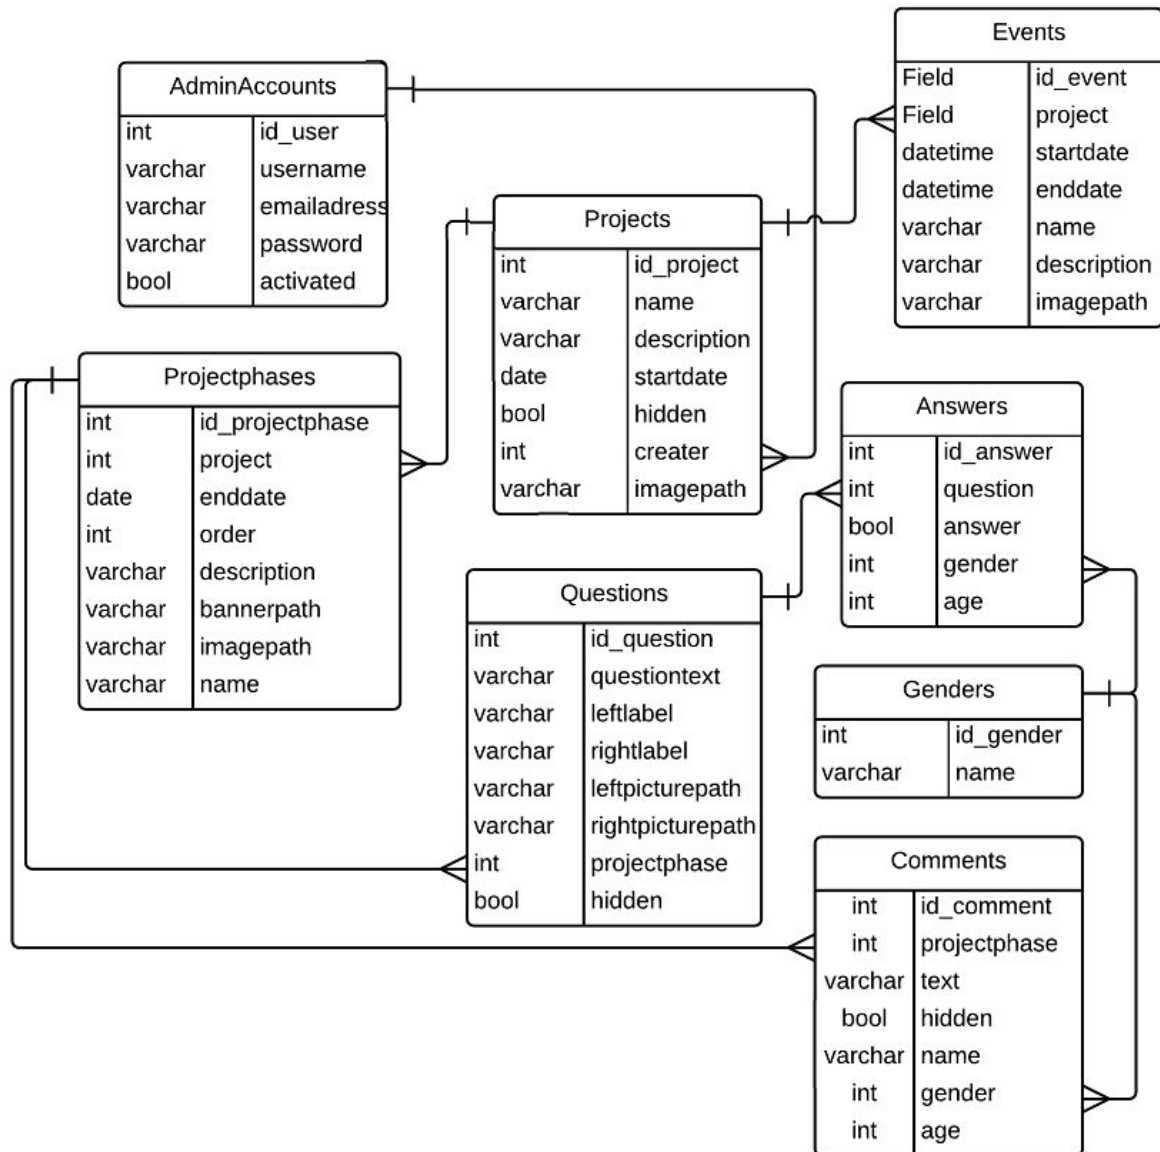 Events
Field id_event
Field project
datetime startdate
datetime enddate
varchar name
varchar description
varchar imagepath
AdminAccounts
int id_user
varchar username
varchar emailadress
varchar password
bool activated
Projects
int id_project
varchar name
varchar description
date startdate
bool hidden
int creater
varchar imagepath
Projectphases
int id_projectphase
int project
date enddate
int order
varchar description
varchar bannerpath
varchar imagepath
varchar name
Answers
int id_answer
int question
bool answer
int gender
int age
Questions
int id_question
varchar questiontext
varchar leftlabel
varchar rightlabel
varchar leftpicturepath
varchar rightpicturepath
int projectphase
bool hidden
Genders
int id_gender
varchar name
Comments
int id_comment
int projectphase
varchar text
bool hidden
varchar name
int gender
int age